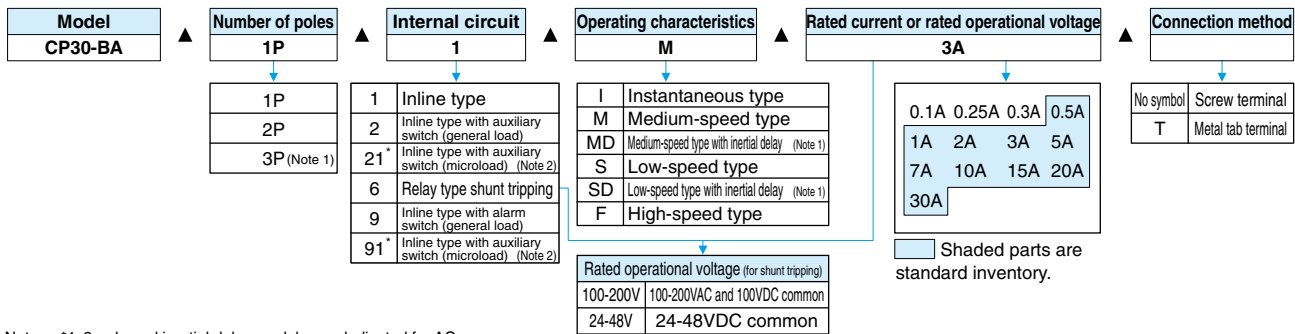 Model
CP30-BA
▲
Number of poles
1P
▲
Internal circuit
1
▲
Operating characteristics
M
▲
Rated current or rated operational voltage
3A
▲
Connection method
1P
2P
3P (Note 1)
1 Inline type
2 Inline type with auxiliary
switch (general load)
21* Inline type with auxiliary
switch (microload) (Note 2)
6 Relay type shunt tripping
9 Inline type with alarm
switch (general load)
91* Inline type with auxiliary
switch (microload) (Note 2)
I Instantaneous type
M Medium-speed type
MD Medium-speed type with inertial delay (Note 1)
S Low-speed type
SD Low-speed type with inertial delay (Note 1)
F High-speed type
Rated operational voltage (for shunt tripping)
100-200V 100-200VAC and 100VDC common
24-48V 24-48VDC common
0.1A 0.25A 0.3A 0.5A
1A 2A 3A 5A
7A 10A 15A 20A
30A
Shaded parts are
standard inventory.
No symbol Screw terminal
T Metal tab terminal